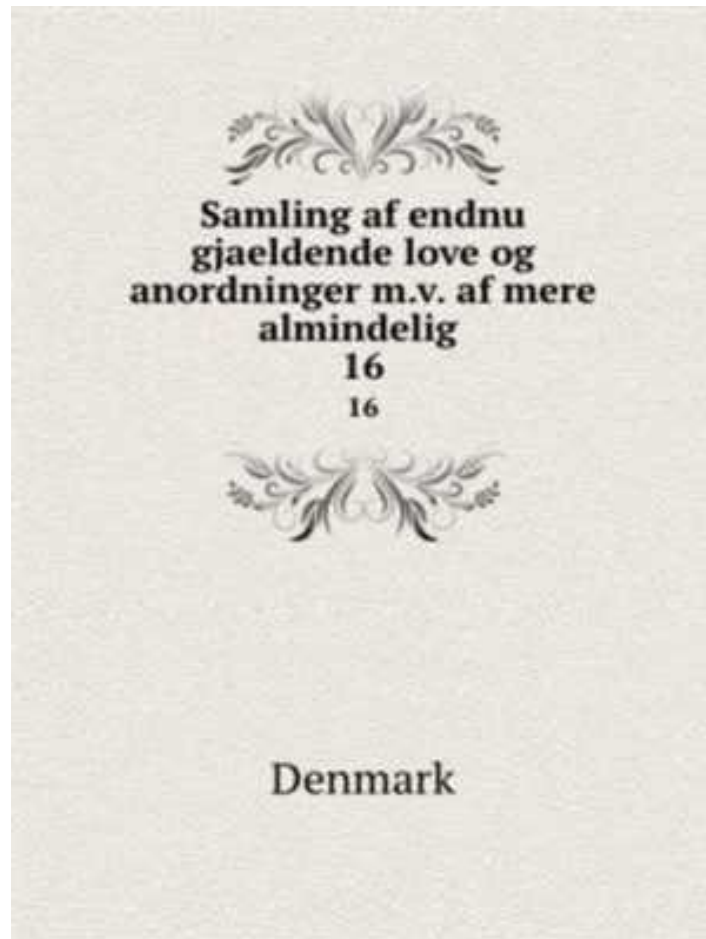 Samling af endnu
gjaeldende love og
anordninger m.v. af mere
almindelig
16
16
Denmark